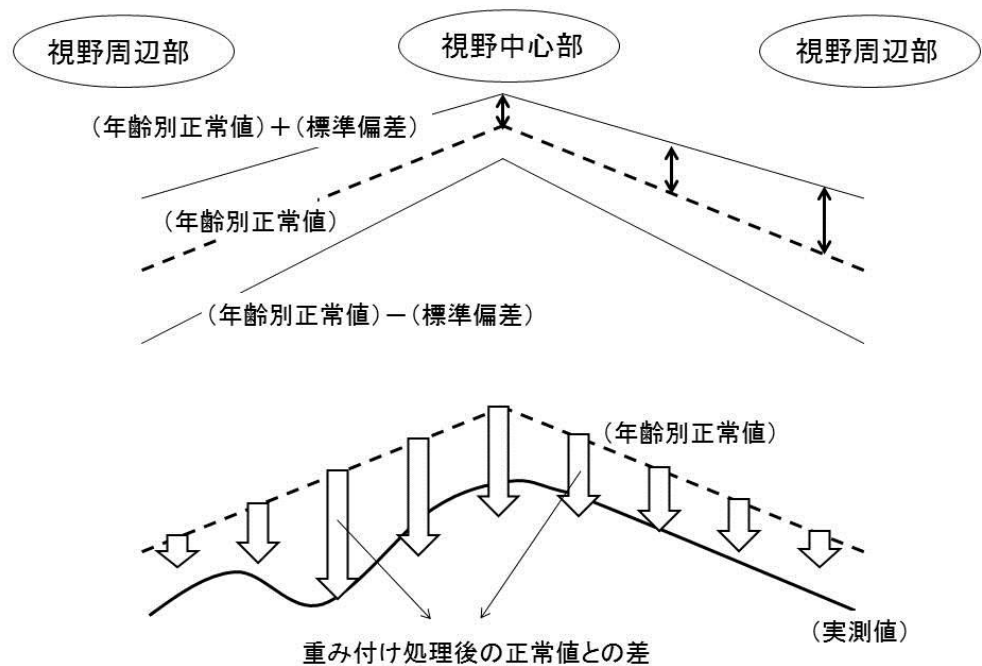 視野周辺部
視野中心部
視野周辺部
(年齢別正常値)+(標準偏差)
(年齢別正常値)
(年齢別正常値)-(標準偏差)
(年齢別正常値)
(実測値)
重み付け処理後の正常値との差